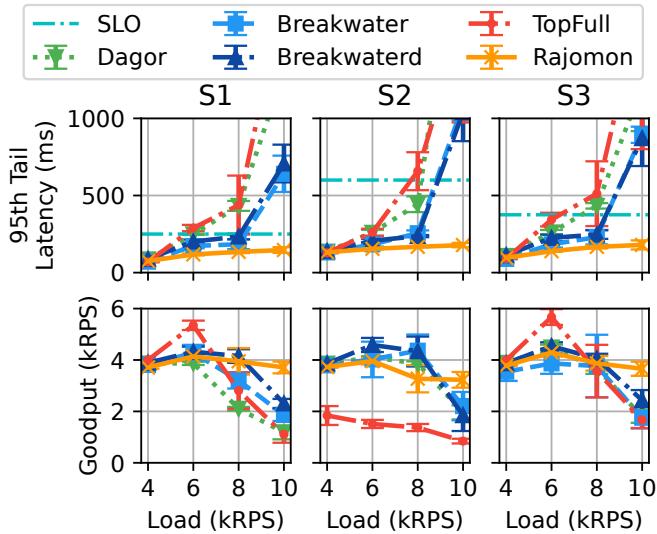 SLO Breakwater TopFull
Dagor Breakwaterd Rajomon
S1 S2 S3
95th Tail
Latency (ms)
1000
500
0
Goodput (kRPS)
6
4
2
0
4 6 8 10 4 6 8 10 4 6 8 10
Load (kRPS) Load (kRPS) Load (kRPS)